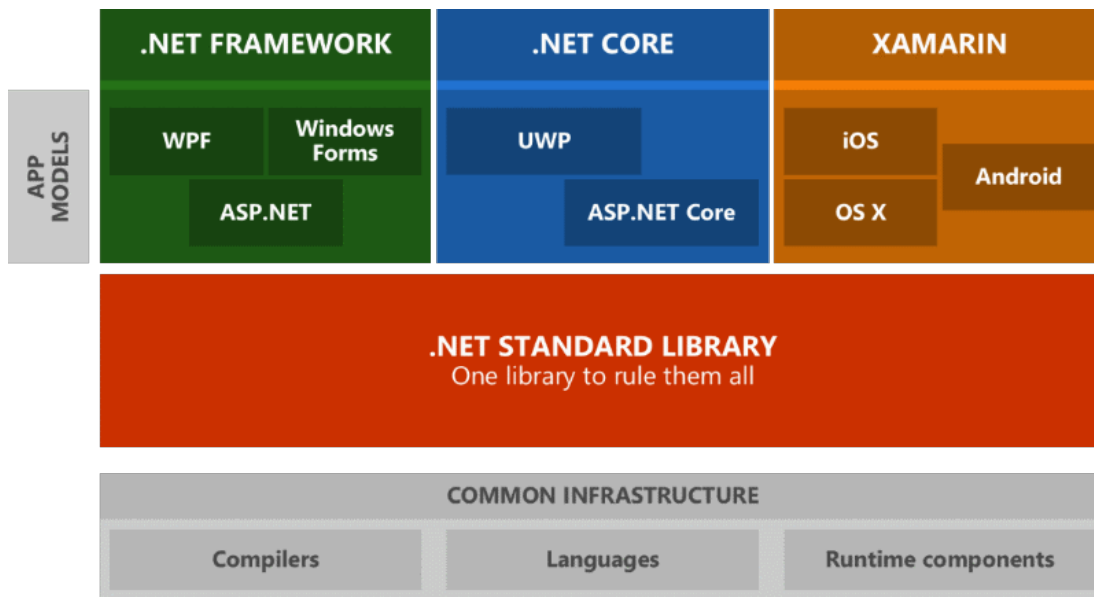 .NET FRAMEWORK
.NET CORE
XAMARIN
APP
MODELS
WPF
Windows
Forms
ASP.NET
UWP
ASP.NET Core
iOS
Android
OS X
.NET STANDARD LIBRARY
One library to rule them all
COMMON INFRASTRUCTURE
Compilers
Languages
Runtime components